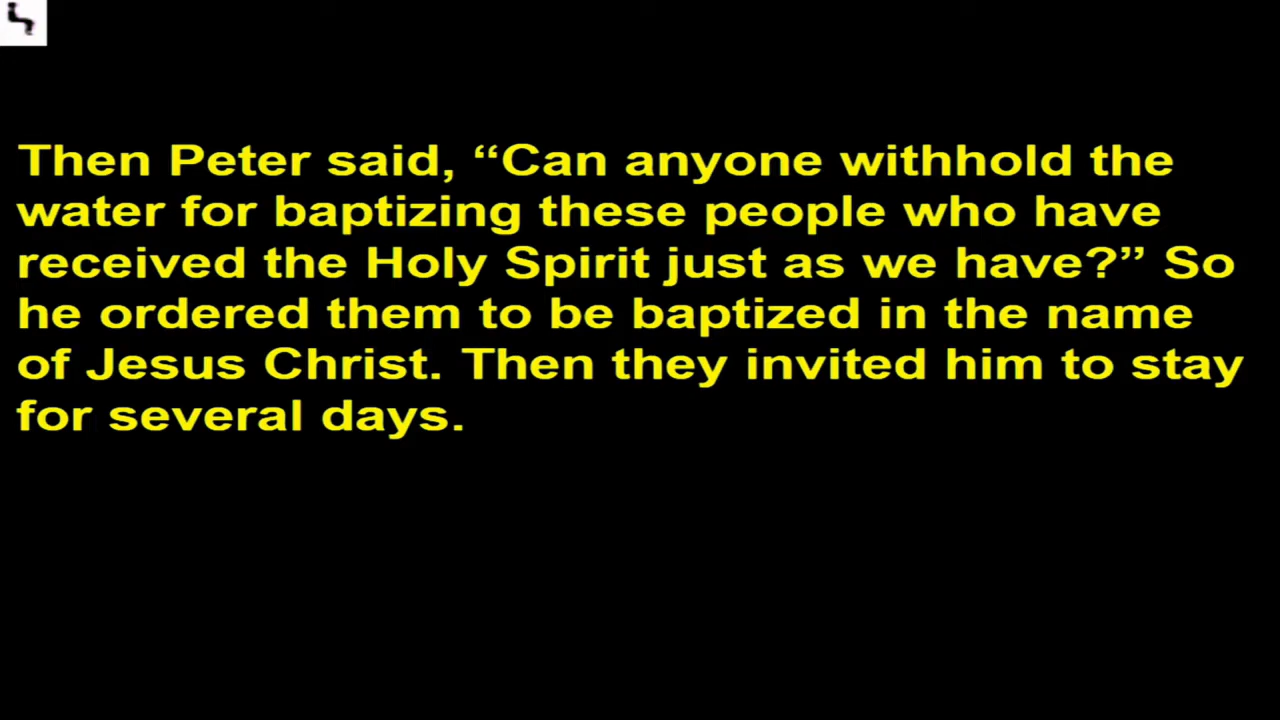 Then Peter said, “Can anyone withhold the
water for baptizing these people who have
received the Holy Spirit just as we have?” So
he ordered them to be baptized in the name
of Jesus Christ. Then they invited him to stay
for several days.